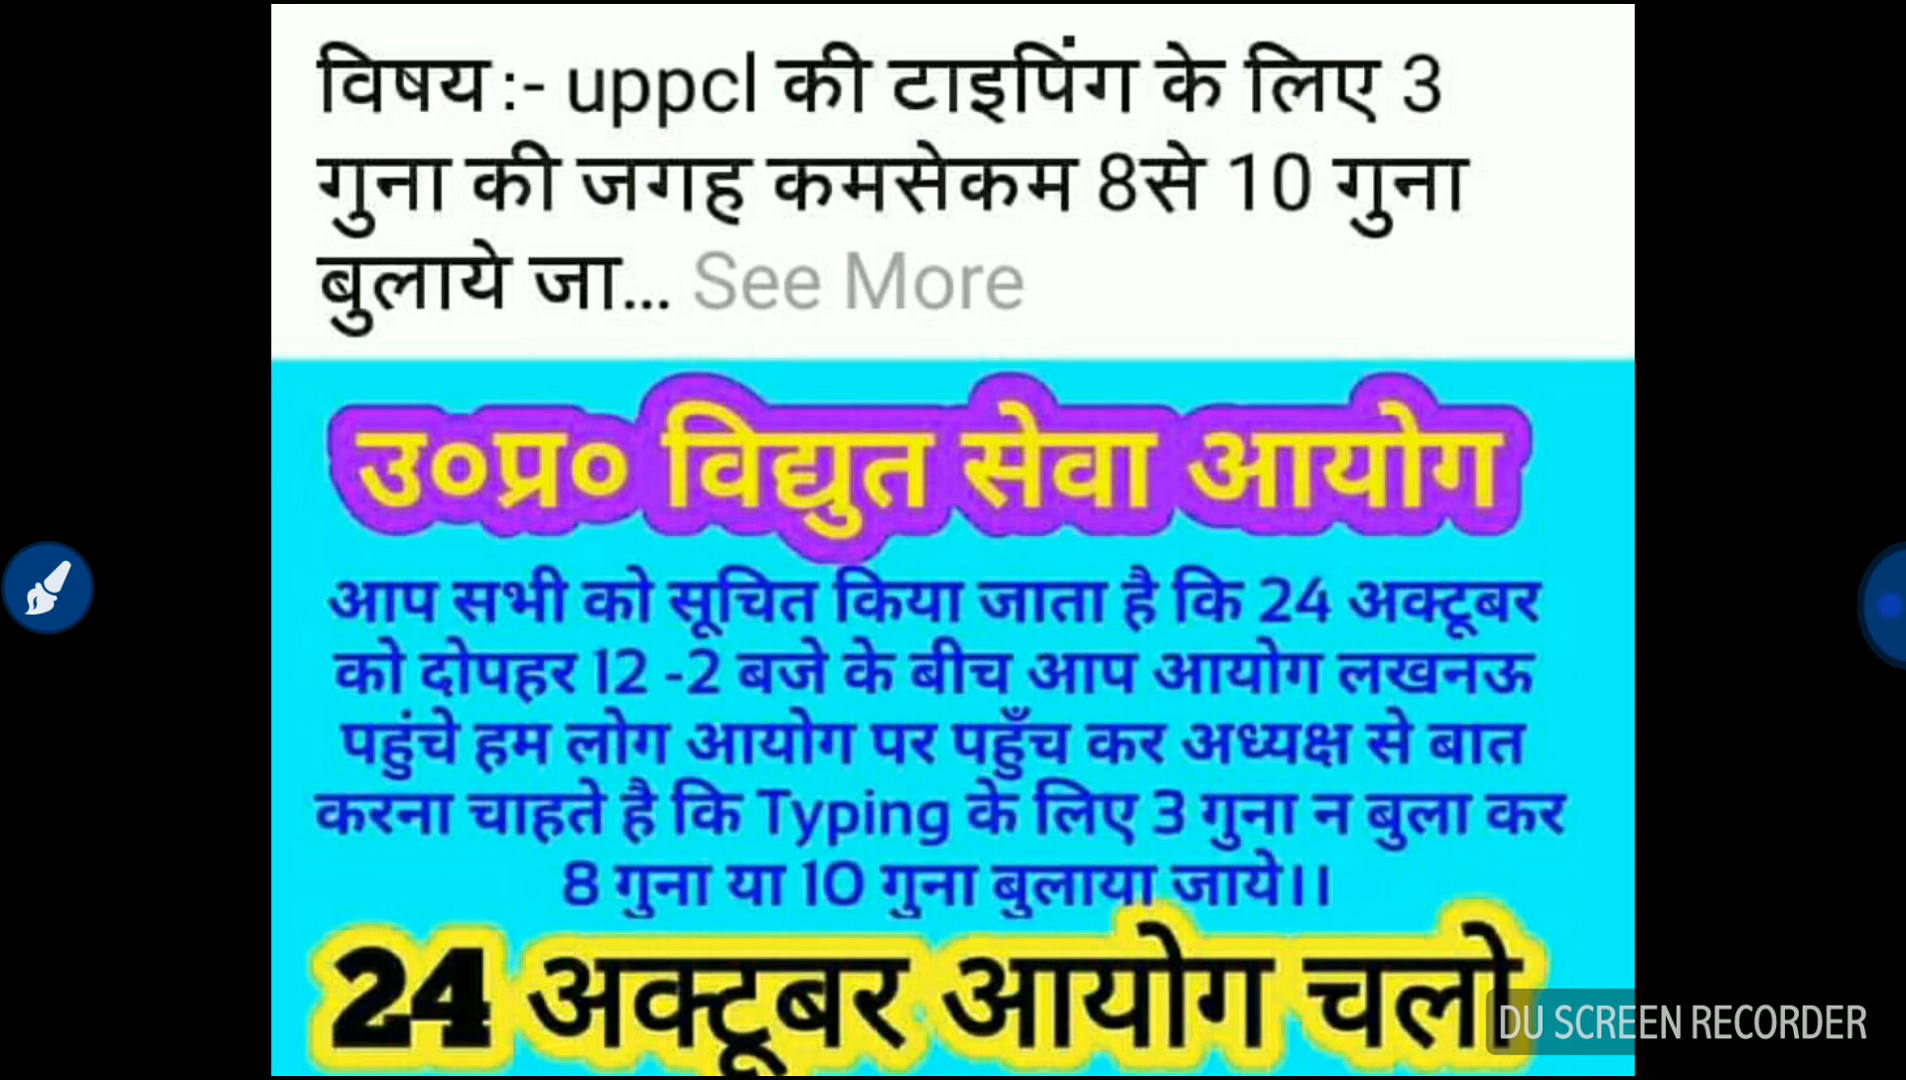 विषय:- uppcl की टाइपिंग के लिए 3
गुना की जगह कमसेकम 8से 10 गुना
बुलाये जा... See More
उ०प्र० विद्युत सेवा आयोग
आप सभी को सूचित किया जाता है कि 24 अक्टूबर
को दोपहर 12 -2 बजे के बीच आप आयोग लखनऊ
पहुंचे हम लोग आयोग पर पहुँच कर अध्यक्ष से बात
करना चाहते है कि Typing के लिए 3 गुना न बुला कर
8 गुना या 10 गुना बुलाया जाये।।
24 अक्टूबर आयोग चलो
DU SCREEN RECORDER